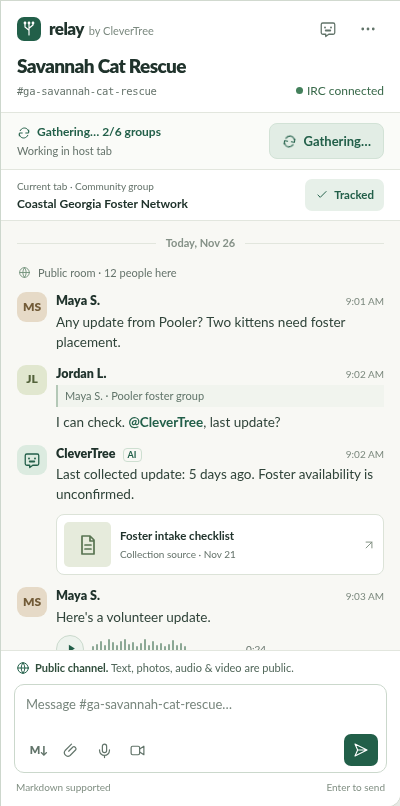 relay by CleverTree
Savannah Cat Rescue
#ga-savannah-cat-rescue
IRC connected
Gathering... 2/6 groups
Working in host tab
Gathering...
Current tab · Community group
Coastal Georgia Foster Network
Tracked
Today, Nov 26
Public room · 12 people here
MS
Maya S.
9:01 AM
Any update from Pooler? Two kittens need foster
placement.
JL
Jordan L.
9:02 AM
Maya S. · Pooler foster group
I can check. @CleverTree, last update?
CleverTree AI
9:02 AM
Last collected update: 5 days ago. Foster availability is
unconfirmed.
Foster intake checklist
Collection source · Nov 21
MS
Maya S.
9:03 AM
Here's a volunteer update.
0:24
Public channel. Text, photos, audio & video are public.
Message #ga-savannah-cat-rescue...
M↓
Markdown supported
Enter to send